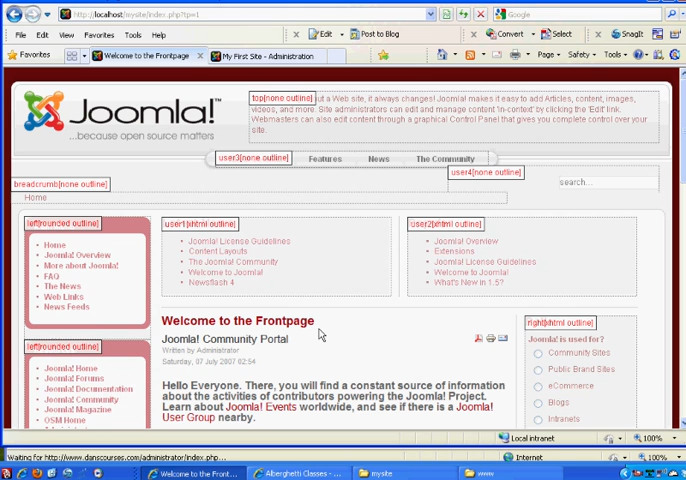 http://localhost/mysite/index.php?tp=1
Google
File Edit View Favorites Tools Help
Edit Post to Blog
Convert Select
SnagIt
Favorites
Welcome to the Frontpage
My First Site - Administration
Page Safety Tools
Joomla!™
...because open source matters
top[none outline]
ut a Web site, it always changes! Joomla! makes it easy to add Articles, content, images,
videos, and more. Site administrators can edit and manage content 'in-context' by clicking the 'Edit' link.
Webmasters can also edit content through a graphical Control Panel that gives you complete control over your
site.
user3[none outline]
Features News The Community
user4[none outline]
search...
breadcrumb[none outline]
Home
left[rounded outline]
Home
Joomla! Overview
More about Joomla!
FAQ
The News
Web Links
News Feeds
user1[xhtml outline]
Joomla! License Guidelines
Content Layouts
The Joomla! Community
Welcome to Joomla!
Newsflash 4
user2[xhtml outline]
Joomla! Overview
Extensions
Joomla! License Guidelines
Welcome to Joomla!
What's New in 1.5?
left[rounded outline]
Joomla! Home
Joomla! Forums
Joomla! Documentation
Joomla! Community
Joomla! Magazine
OSM Home
Welcome to the Frontpage
Joomla! Community Portal
Written by Administrator
Saturday, 07 July 2007 02:54
Hello Everyone. There, you will find a constant source of information
about the activities of contributors powering the Joomla! Project.
Learn about Joomla! Events worldwide, and see if there is a Joomla!
User Group nearby.
right[xhtml outline]
Joomla! is used for?
Community Sites
Public Brand Sites
eCommerce
Blogs
Intranets
Local intranet
100%
Waiting for http://www.danscourses.com/administrator/index.php...
Internet
100%
Welcome to the Front...
Alberghetti Classes - ...
mysite
www